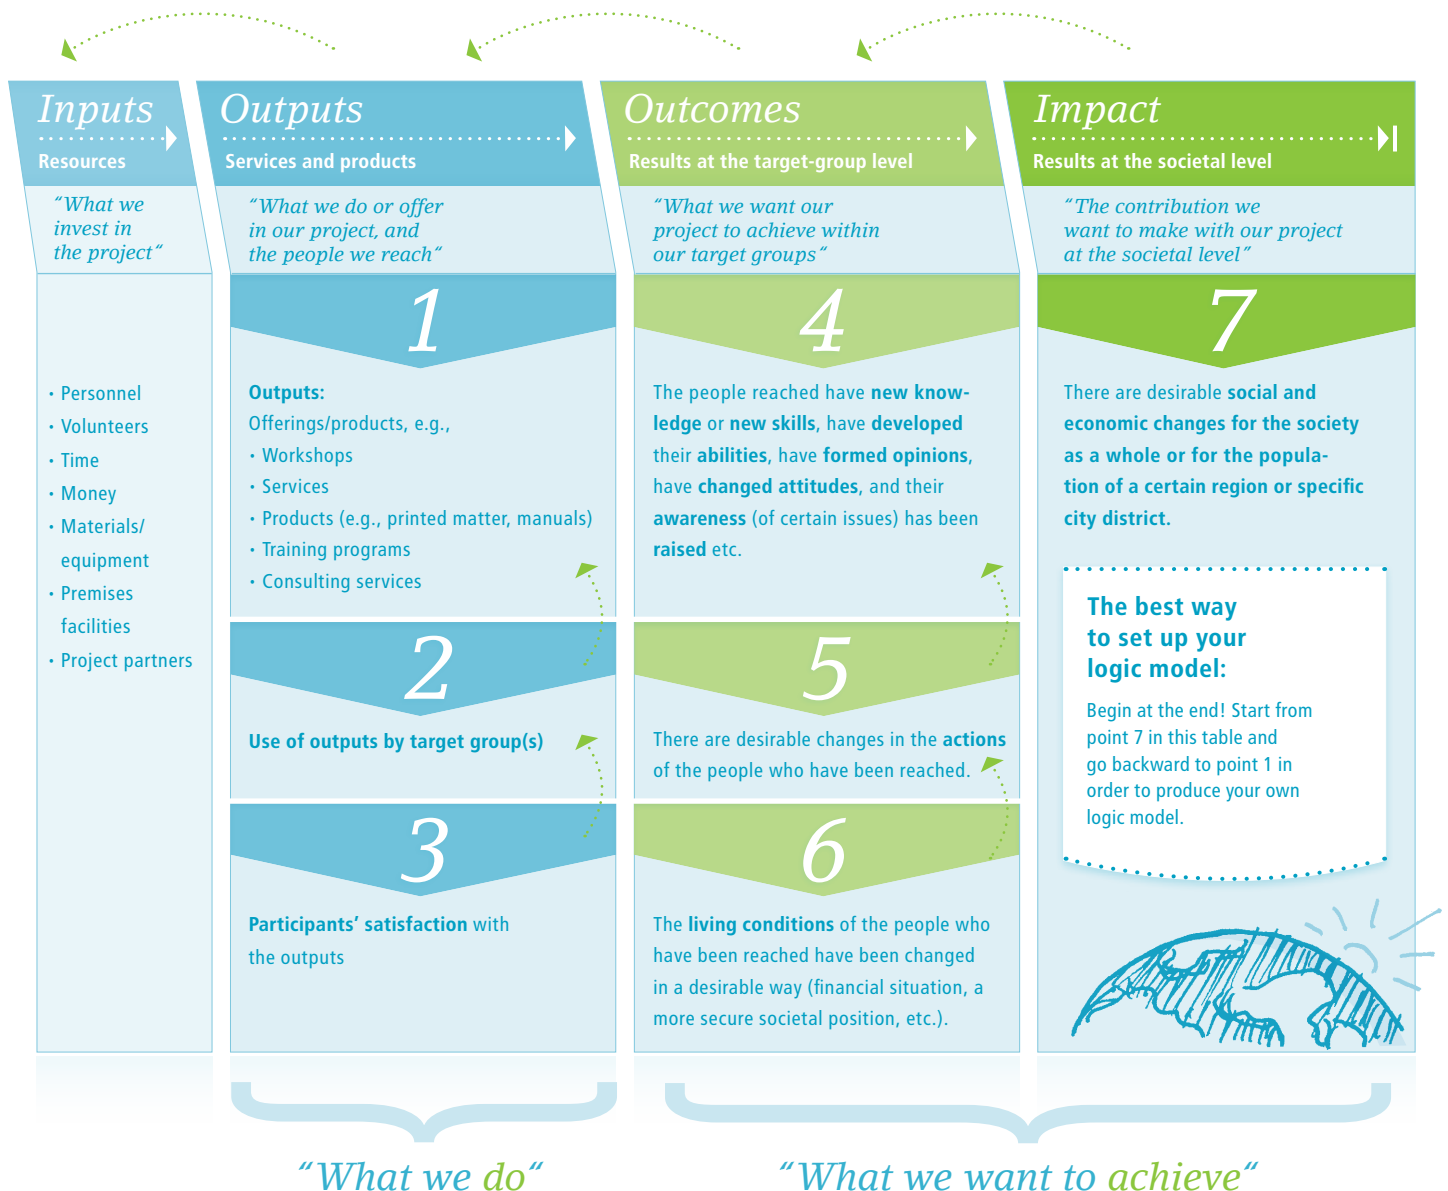 Inputs
Resources
“What we
invest in
the project“
· Personnel
· Volunteers
· Time
· Money
· Materials/
equipment
· Premises
facilities
· Project partners
Outputs
Services and products
“What we do or offer
in our project, and
the people we reach“
1
Outputs:
Offerings/products, e.g.,
· Workshops
· Services
· Products (e.g., printed matter, manuals)
· Training programs
· Consulting services
2
Use of outputs by target group(s)
3
Participants’ satisfaction with
the outputs
Outcomes
Results at the target-group level
“What we want our
project to achieve within
our target groups“
4
The people reached have new know-
ledge or new skills, have developed
their abilities, have formed opinions,
have changed attitudes, and their
awareness (of certain issues) has been
raised etc.
5
There are desirable changes in the actions
of the people who have been reached.
6
The living conditions of the people who
have been reached have been changed
in a desirable way (financial situation, a
more secure societal position, etc.).
Impact
Results at the societal level
“The contribution we
want to make with our project
at the societal level”
7
There are desirable social and
economic changes for the society
as a whole or for the popula-
tion of a certain region or specific
city district.
The best way
to set up your
logic model:
Begin at the end! Start from
point 7 in this table and
go backward to point 1 in
order to produce your own
logic model.
“What we do“
“What we want to achieve“